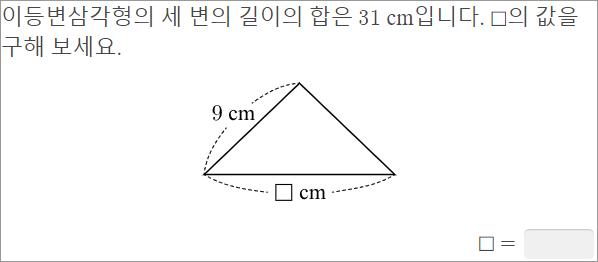 이등변삼각형의 세 변의 길이의 합은 31 cm입니다. □의 값을
구해 보세요.
9 cm
□ cm
□ =